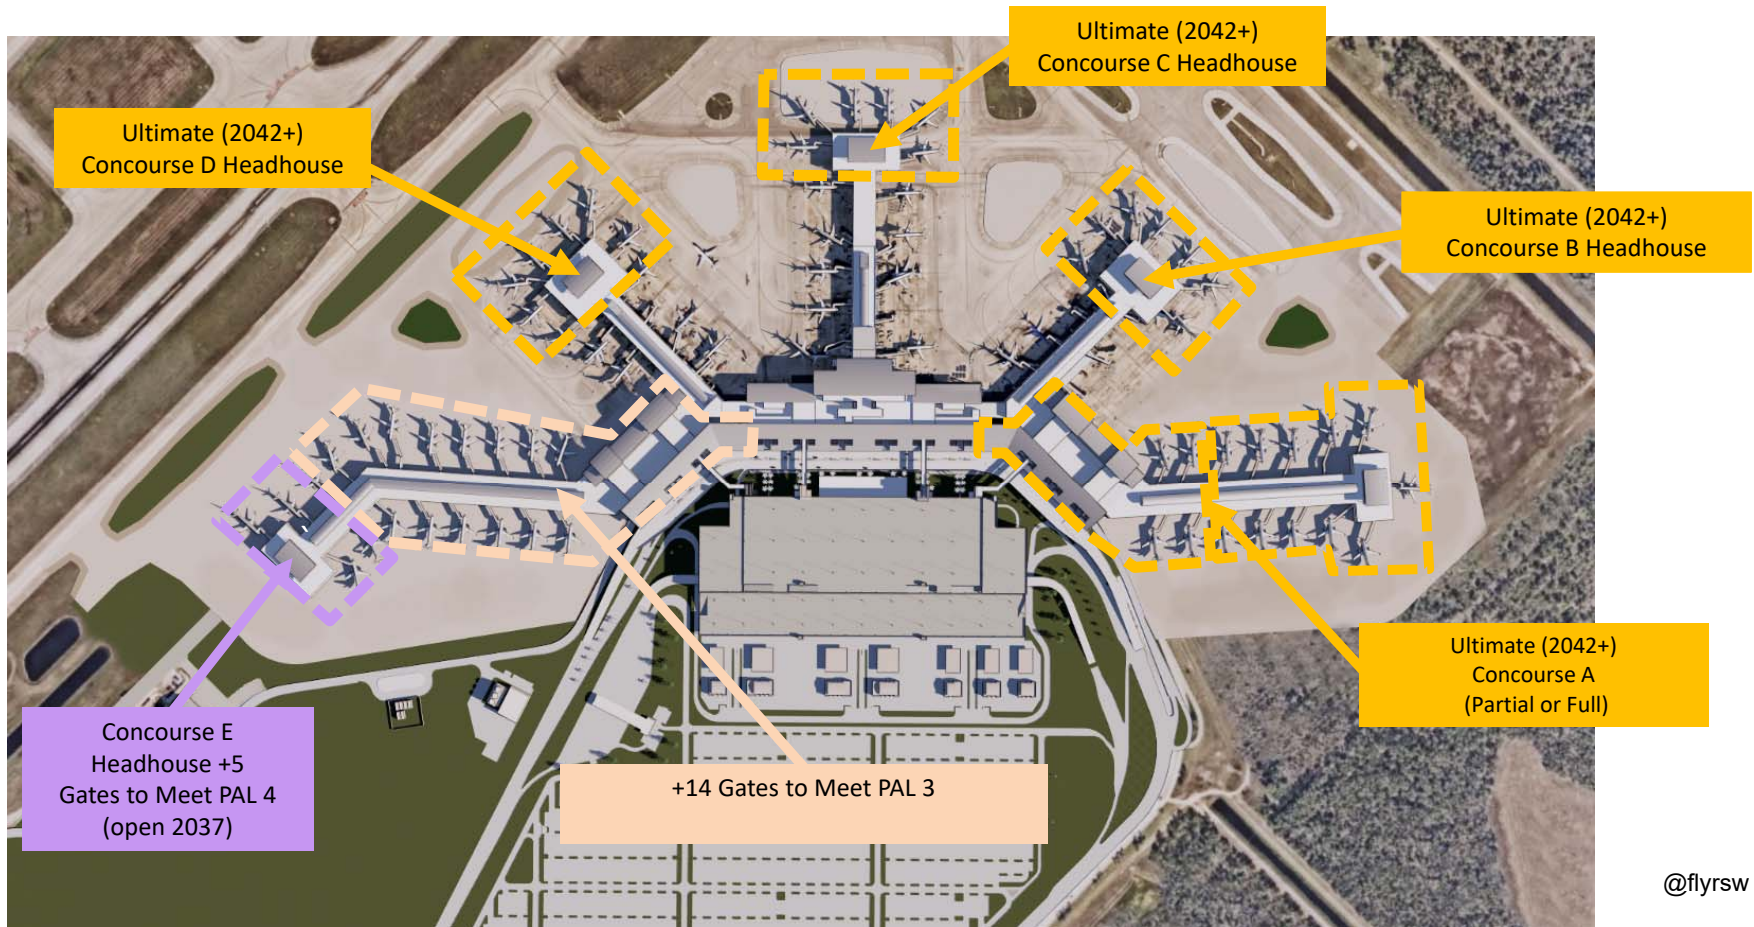 Ultimate (2042+)
Concourse C Headhouse
Ultimate (2042+)
Concourse D Headhouse
Ultimate (2042+)
Concourse B Headhouse
Ultimate (2042+)
Concourse A
(Partial or Full)
Concourse E
Headhouse +5
Gates to Meet PAL 4
(open 2037)
+14 Gates to Meet PAL 3
@flyrsw